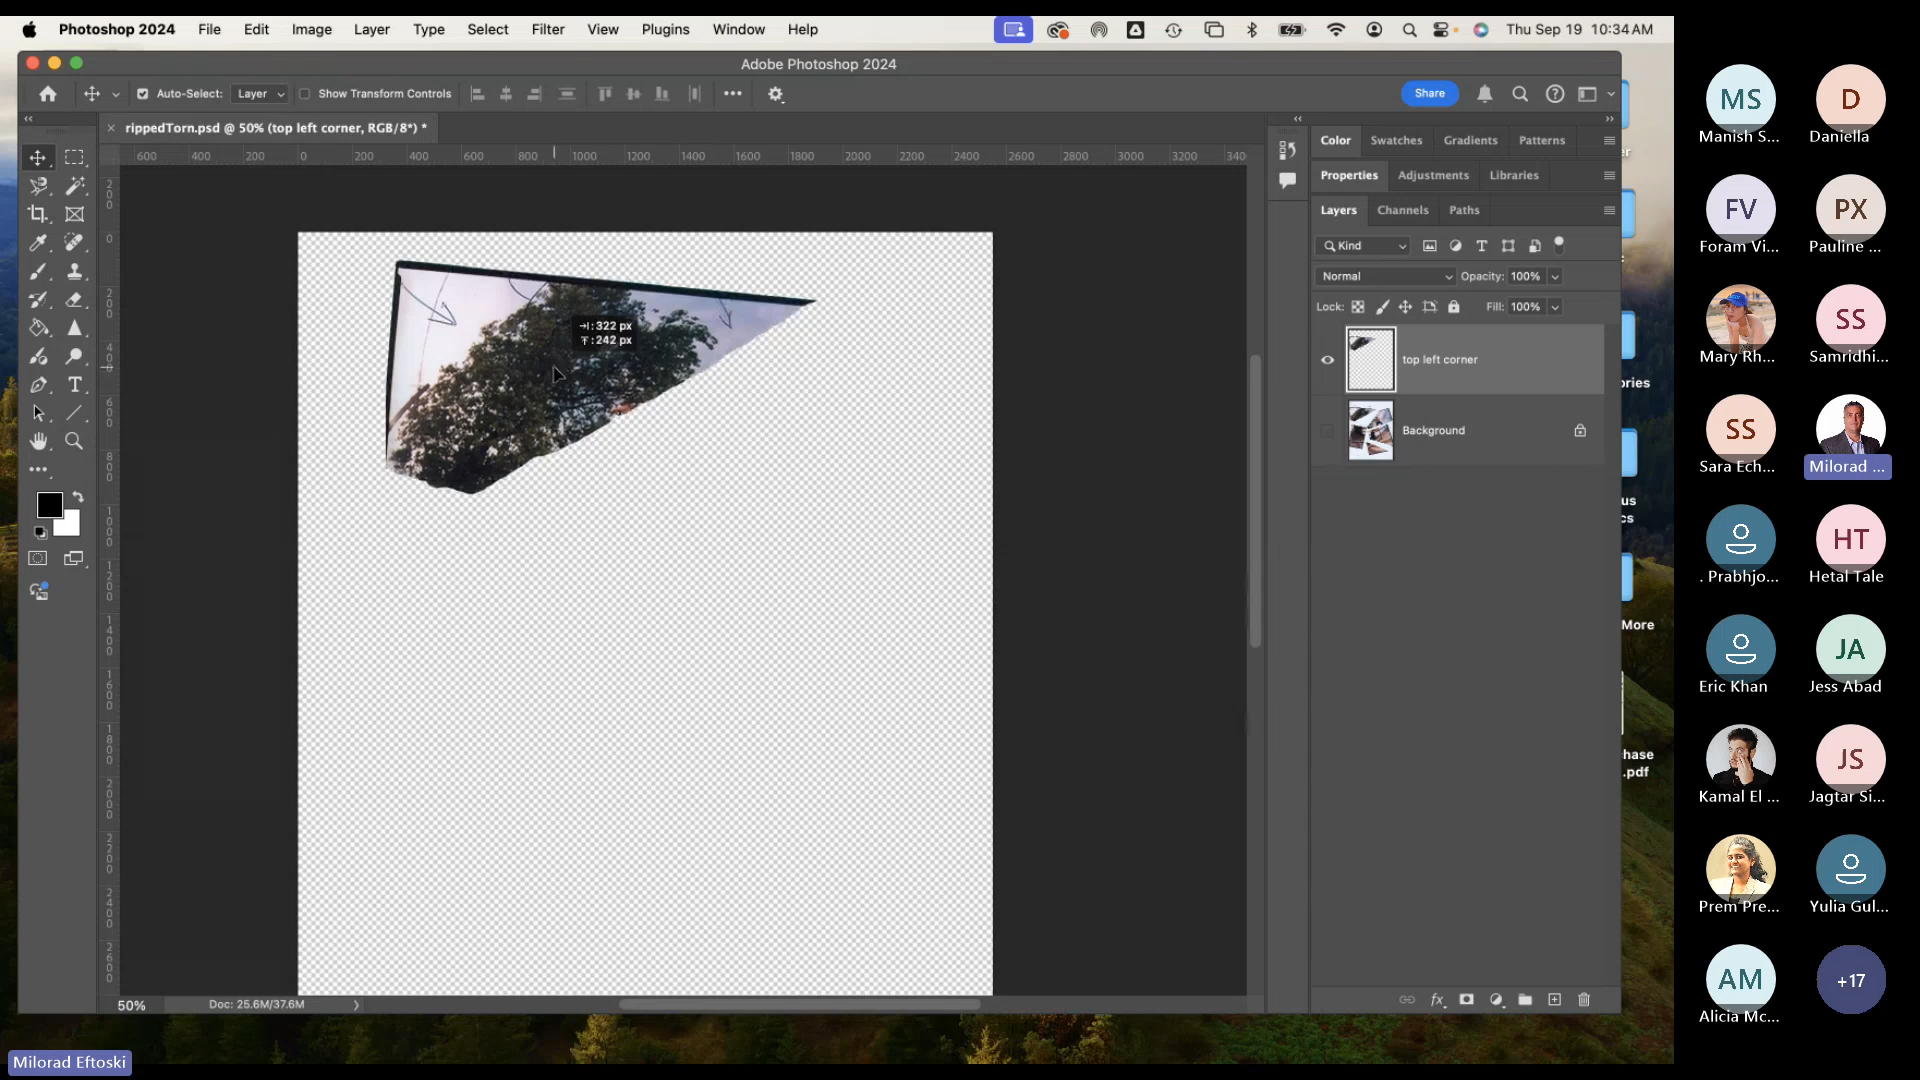 Photoshop 2024 File Edit Image Layer Type Select Filter View Plugins Window Help Thu Sep 19 10:34 AM
Adobe Photoshop 2024
Auto-Select: Layer Show Transform Controls Share
rippedTorn.psd @ 50% (top left corner, RGB/8*) *
600 400 200 0 200 400 600 800 1000 1200 1400 1600 1800 2000 2200 2400 2600 2800 3000 3200 340
0
200
400
600
800
1000
1200
1400
1600
1800
2000
2200
2400
2600
322 px
242 px
Color Swatches Gradients Patterns
Properties Adjustments Libraries
Layers Channels Paths
Kind
Normal Opacity: 100%
Lock: Fill: 100%
top left corner
Background
50% Doc: 25.6M/37.6M
er
ories
us
cs
More
hase
.pdf
MS D
Manish S... Daniella
FV PX
Foram Vi... Pauline ...
SS
Mary Rh... Samridhi...
SS
Sara Ech... Milorad ...
HT
. Prabhjo... Hetal Tale
JA
Eric Khan Jess Abad
JS
Kamal El ... Jagtar Si...
Prem Pre... Yulia Gul...
AM +17
Alicia Mc...
Milorad Eftoski